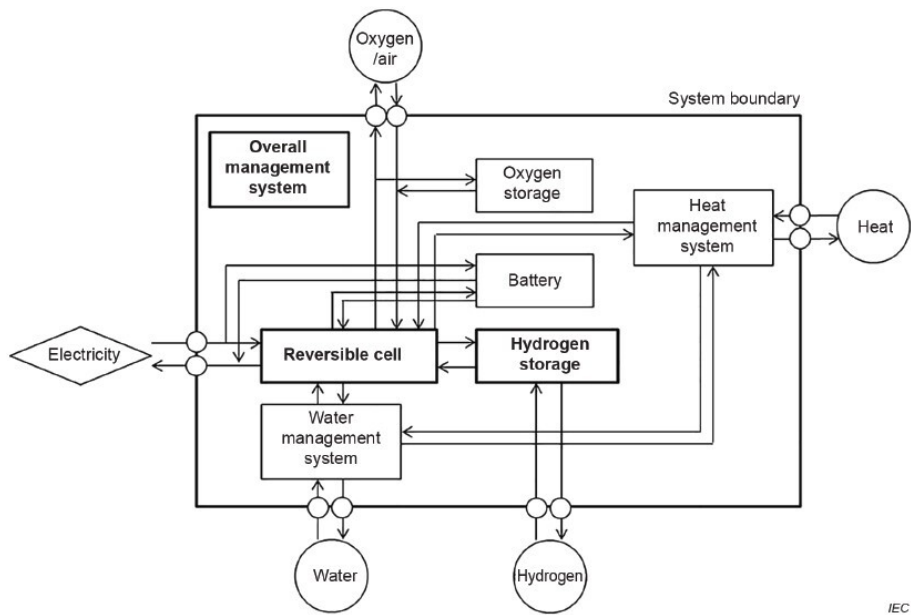 Oxygen
/air
System boundary
Overall
management
system
Oxygen
storage
Heat
management
system
Heat
Battery
Electricity
Reversible cell
Hydrogen
storage
Water
management
system
Water
Hydrogen
IEC